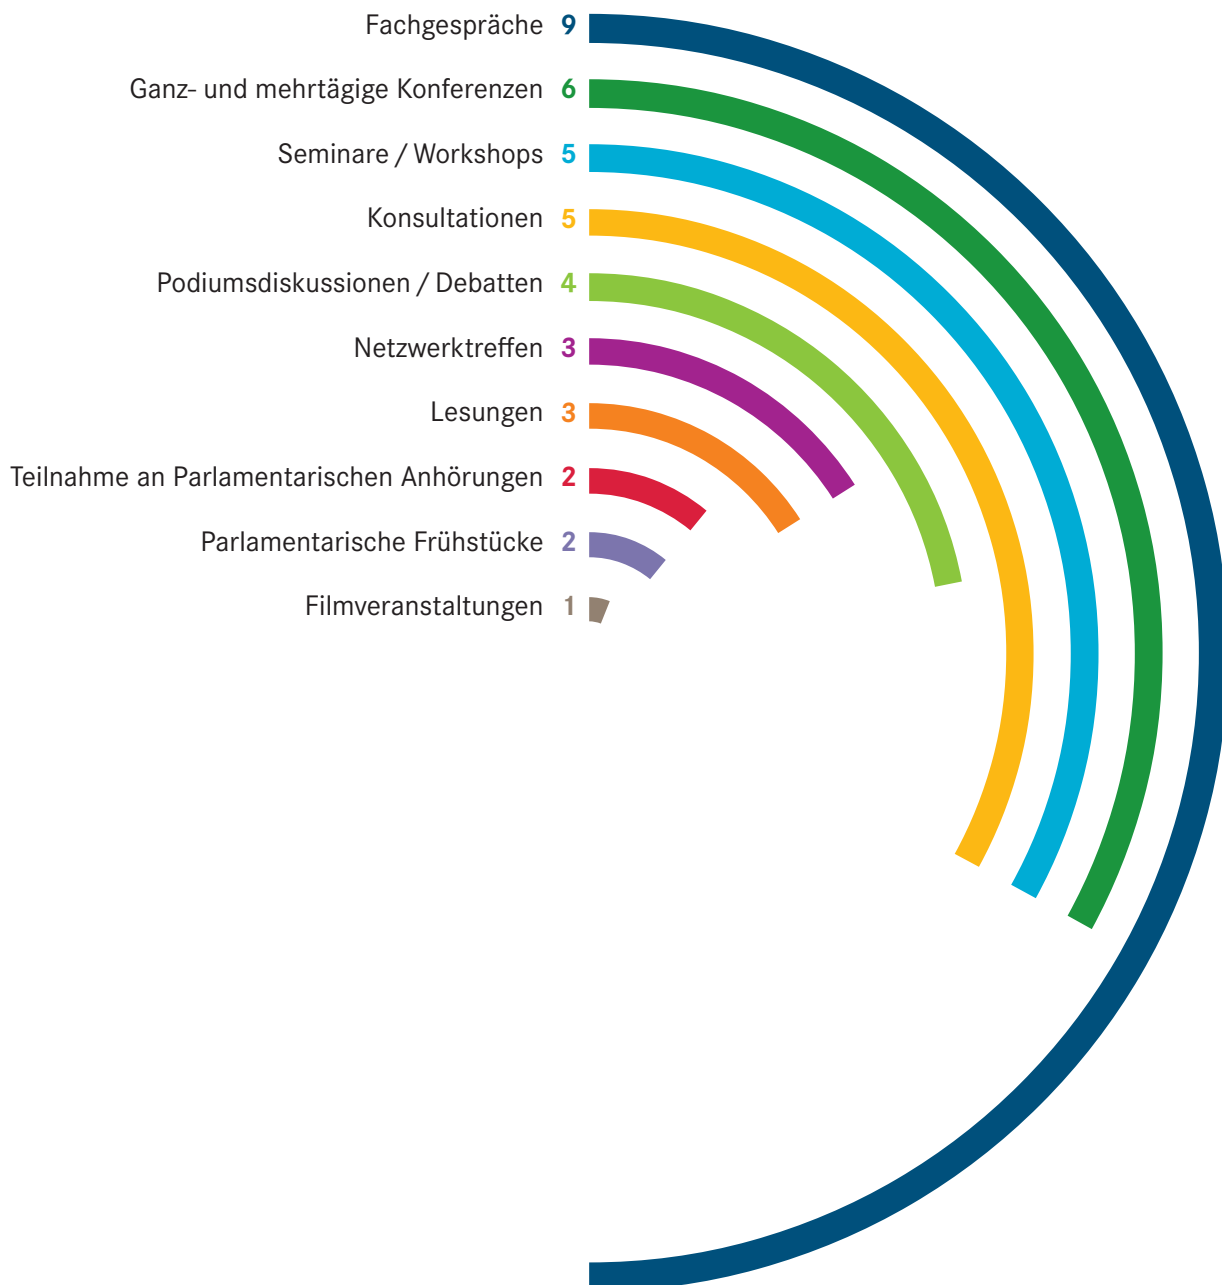 Fachgespräche 9
Ganz- und mehrtägige Konferenzen 6
Seminare / Workshops 5
Konsultationen 5
Podiumsdiskussionen / Debatten 4
Netzwerktreffen 3
Lesungen 3
Teilnahme an Parlamentarischen Anhörungen 2
Parlamentarische Frühstücke 2
Filmveranstaltungen 1